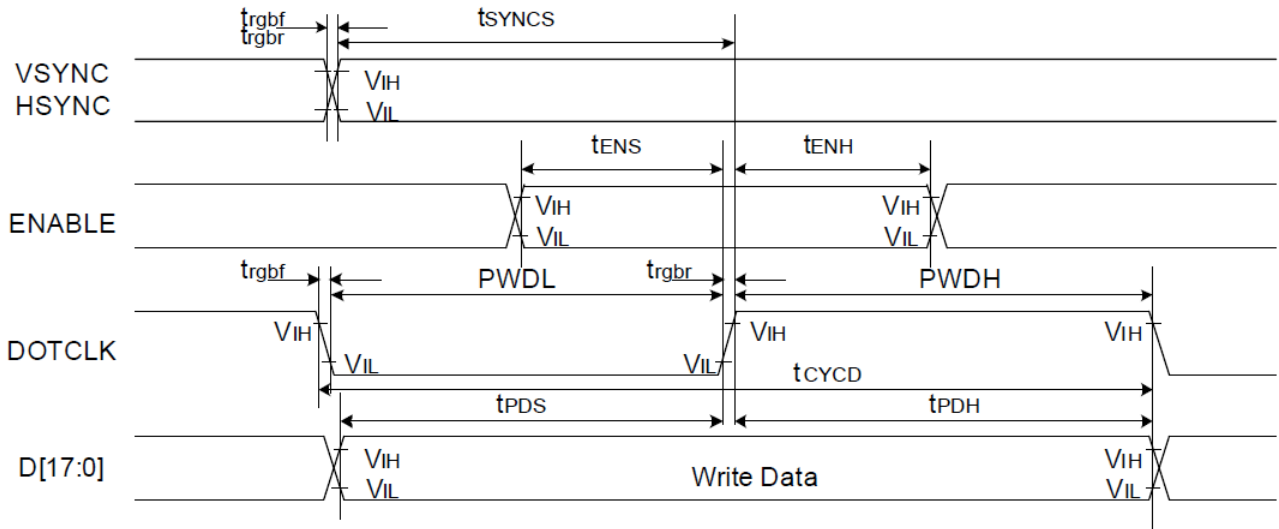 trgbf
trgbr
tSYNCS
VSYNC
HSYNC
VIH
VIL
tENS
tENH
ENABLE
VIH
VIL
VIH
VIL
trgbf
PWDL
trgbr
PWDH
DOTCLK
VIH
VIL
VIL
VIH
VIH
tCYCD
tPDS
tPDH
D[17:0]
VIH
VIL
Write Data
VIH
VIL